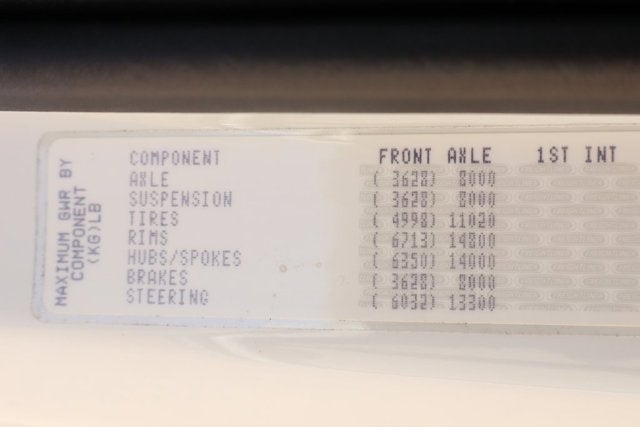 MAXIMUM GWR BY
COMPONENT
(KG)LB
COMPONENT FRONT AXLE 1ST INT
AXLE ( 3628) 8000
SUSPENSION ( 3628) 8000
TIRES ( 4998) 11020
RIMS ( 6713) 14800
HUBS/SPOKES ( 6350) 14000
BRAKES ( 3628) 8000
STEERING ( 6032) 13300